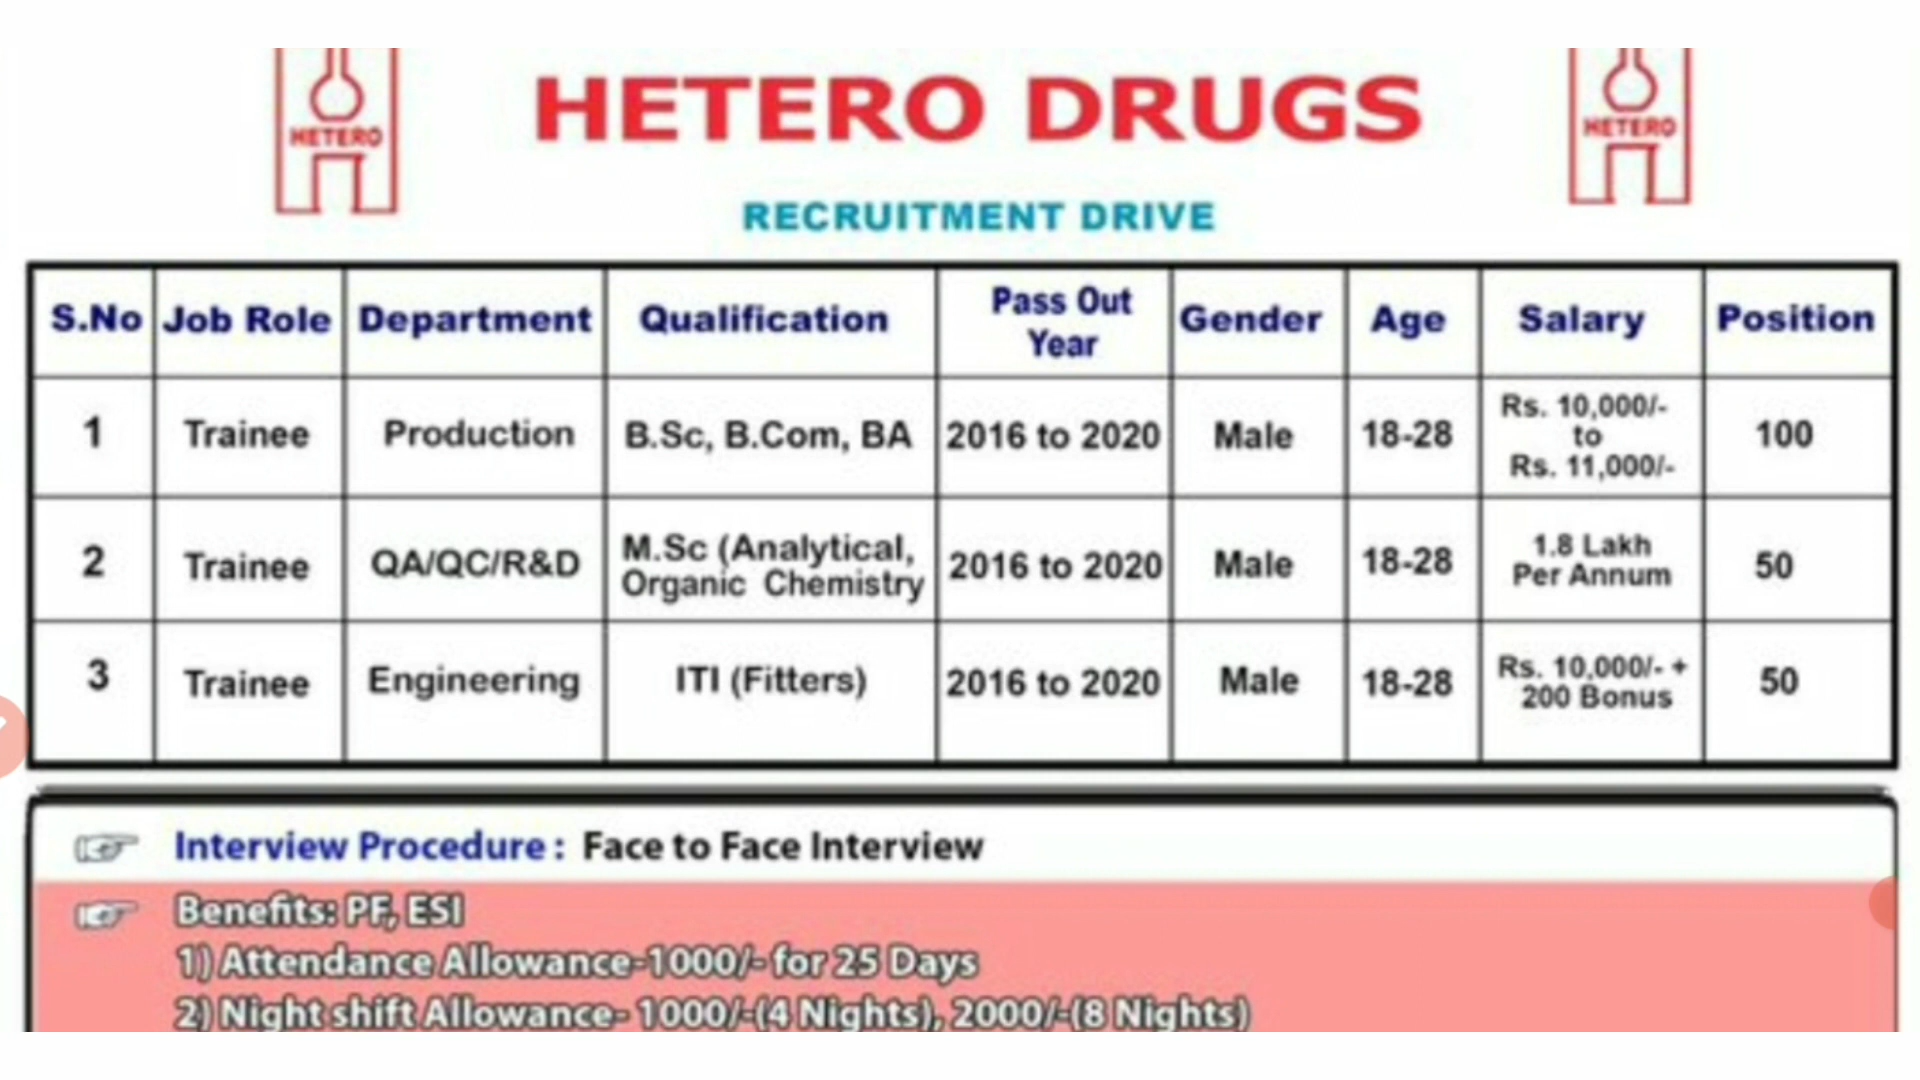 HETERO
HETERO DRUGS
HETERO
RECRUITMENT DRIVE
S.No Job Role Department Qualification Pass Out Year Gender Age Salary Position
1 Trainee Production B.Sc, B.Com, BA 2016 to 2020 Male 18-28 Rs. 10,000/- to Rs. 11,000/- 100
2 Trainee QA/QC/R&D M.Sc (Analytical, Organic Chemistry 2016 to 2020 Male 18-28 1.8 Lakh Per Annum 50
3 Trainee Engineering ITI (Fitters) 2016 to 2020 Male 18-28 Rs. 10,000/- + 200 Bonus 50
Interview Procedure : Face to Face Interview
Benefits: PF, ESI
1) Attendance Allowance-1000/- for 25 Days
2) Night shift Allowance- 1000/-(4 Nights), 2000/-(8 Nights)